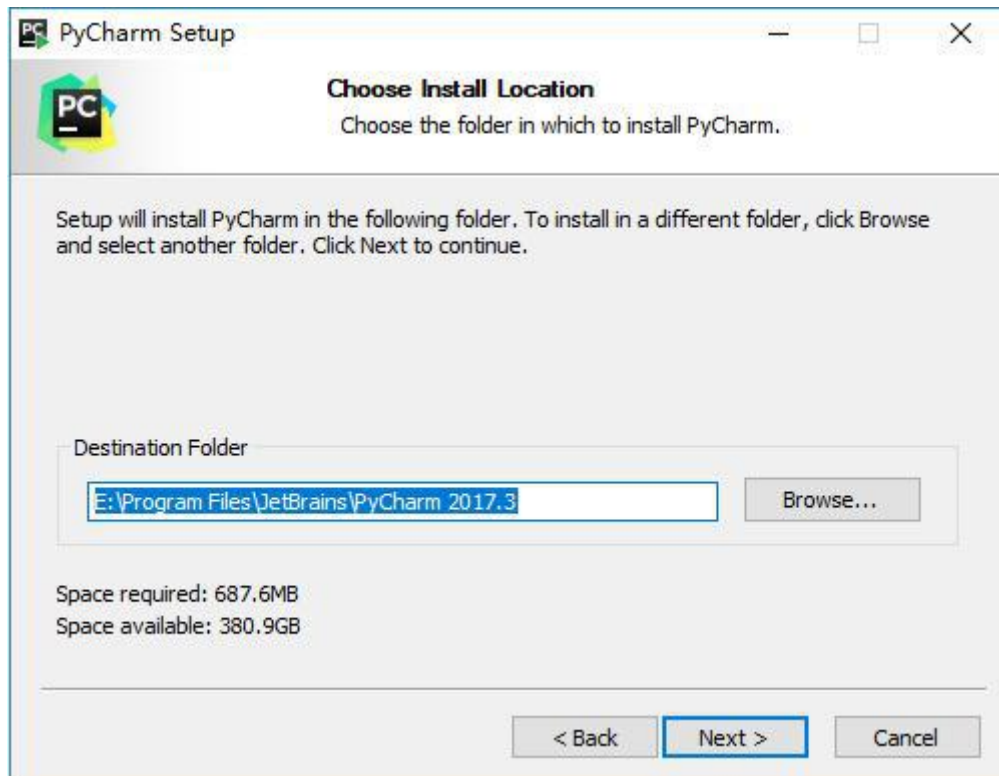 PC PyCharm Setup
PC
Choose Install Location
Choose the folder in which to install PyCharm.
Setup will install PyCharm in the following folder. To install in a different folder, click Browse
and select another folder. Click Next to continue.
Destination Folder
E:\Program Files\JetBrains\PyCharm 2017.3
Browse...
Space required: 687.6MB
Space available: 380.9GB
< Back Next > Cancel